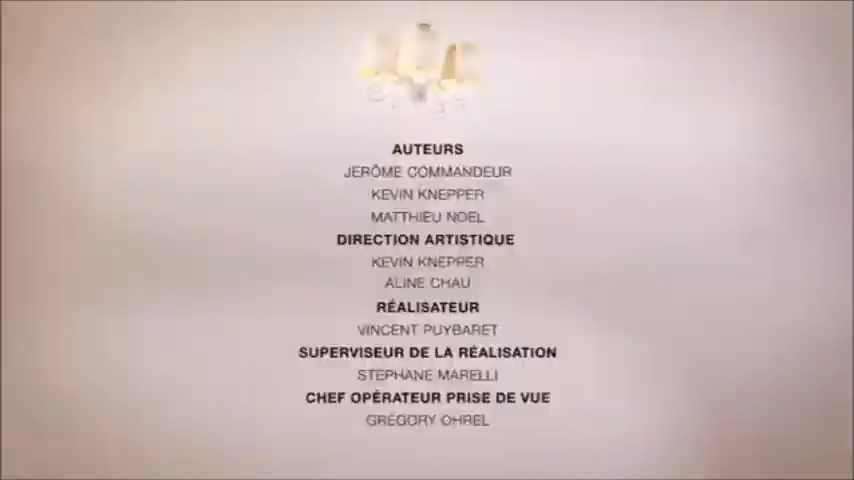 AUTEURS
JERÔME COMMANDEUR
KEVIN KNEPPER
MATTHIEU NOEL
DIRECTION ARTISTIQUE
KEVIN KNEPPER
ALINE CHAU
RÉALISATEUR
VINCENT PUYBARET
SUPERVISEUR DE LA RÉALISATION
STEPHANE MARELLI
CHEF OPÉRATEUR PRISE DE VUE
GRÉGORY OHREL